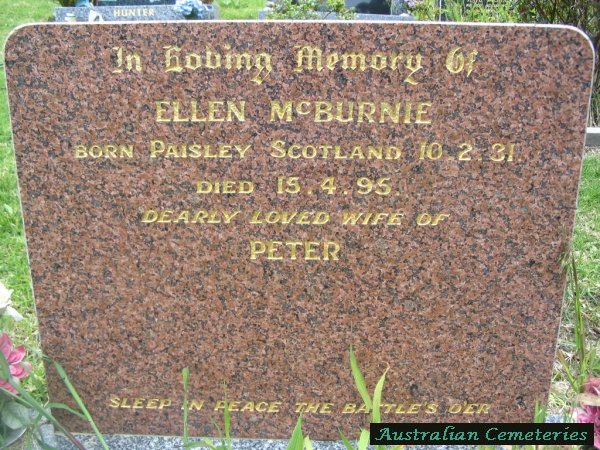 HUNTER
In Loving Memory Of
ELLEN McBURNIE
BORN PAISLEY SCOTLAND 10.2.31
DIED 15.4.95.
DEARLY LOVED WIFE OF
PETER
SLEEP IN PEACE THE BATTLE'S O'ER
Australian Cemeteries